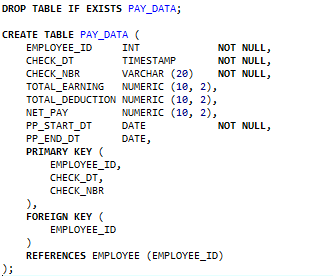 DROP TABLE IF EXISTS PAY_DATA;
CREATE TABLE PAY_DATA (
EMPLOYEE_ID INT NOT NULL,
CHECK_DT TIMESTAMP NOT NULL,
CHECK_NBR VARCHAR (20) NOT NULL,
TOTAL_EARNING NUMERIC (10, 2),
TOTAL_DEDUCTION NUMERIC (10, 2),
NET_PAY NUMERIC (10, 2),
PP_START_DT DATE NOT NULL,
PP_END_DT DATE,
PRIMARY KEY (
EMPLOYEE_ID,
CHECK_DT,
CHECK_NBR
),
FOREIGN KEY (
EMPLOYEE_ID
)
REFERENCES EMPLOYEE (EMPLOYEE_ID)
);